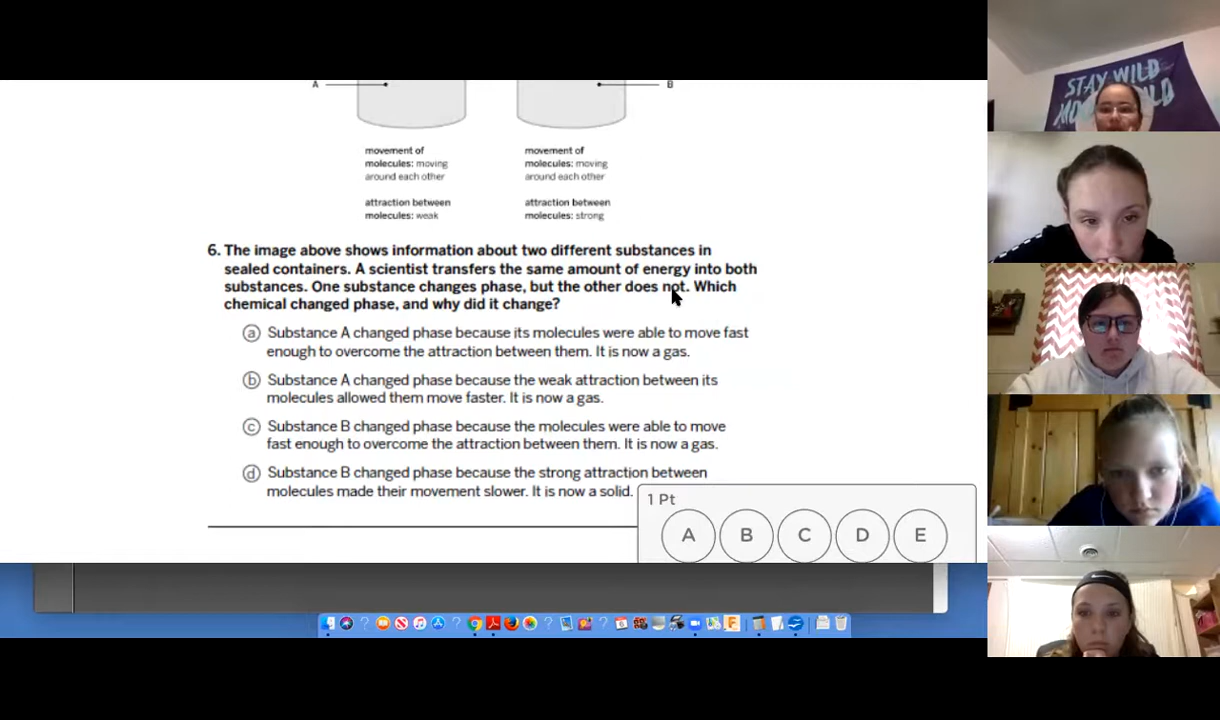 A
B
movement of
molecules: moving
around each other
attraction between
molecules: weak
movement of
molecules: moving
around each other
attraction between
molecules: strong
6. The image above shows information about two different substances in
sealed containers. A scientist transfers the same amount of energy into both
substances. One substance changes phase, but the other does not. Which
chemical changed phase, and why did it change?
a Substance A changed phase because its molecules were able to move fast
enough to overcome the attraction between them. It is now a gas.
b Substance A changed phase because the weak attraction between its
molecules allowed them move faster. It is now a gas.
c Substance B changed phase because the molecules were able to move
fast enough to overcome the attraction between them. It is now a gas.
d Substance B changed phase because the strong attraction between
molecules made their movement slower. It is now a solid.
1 Pt
A B C D E
STAY WILD